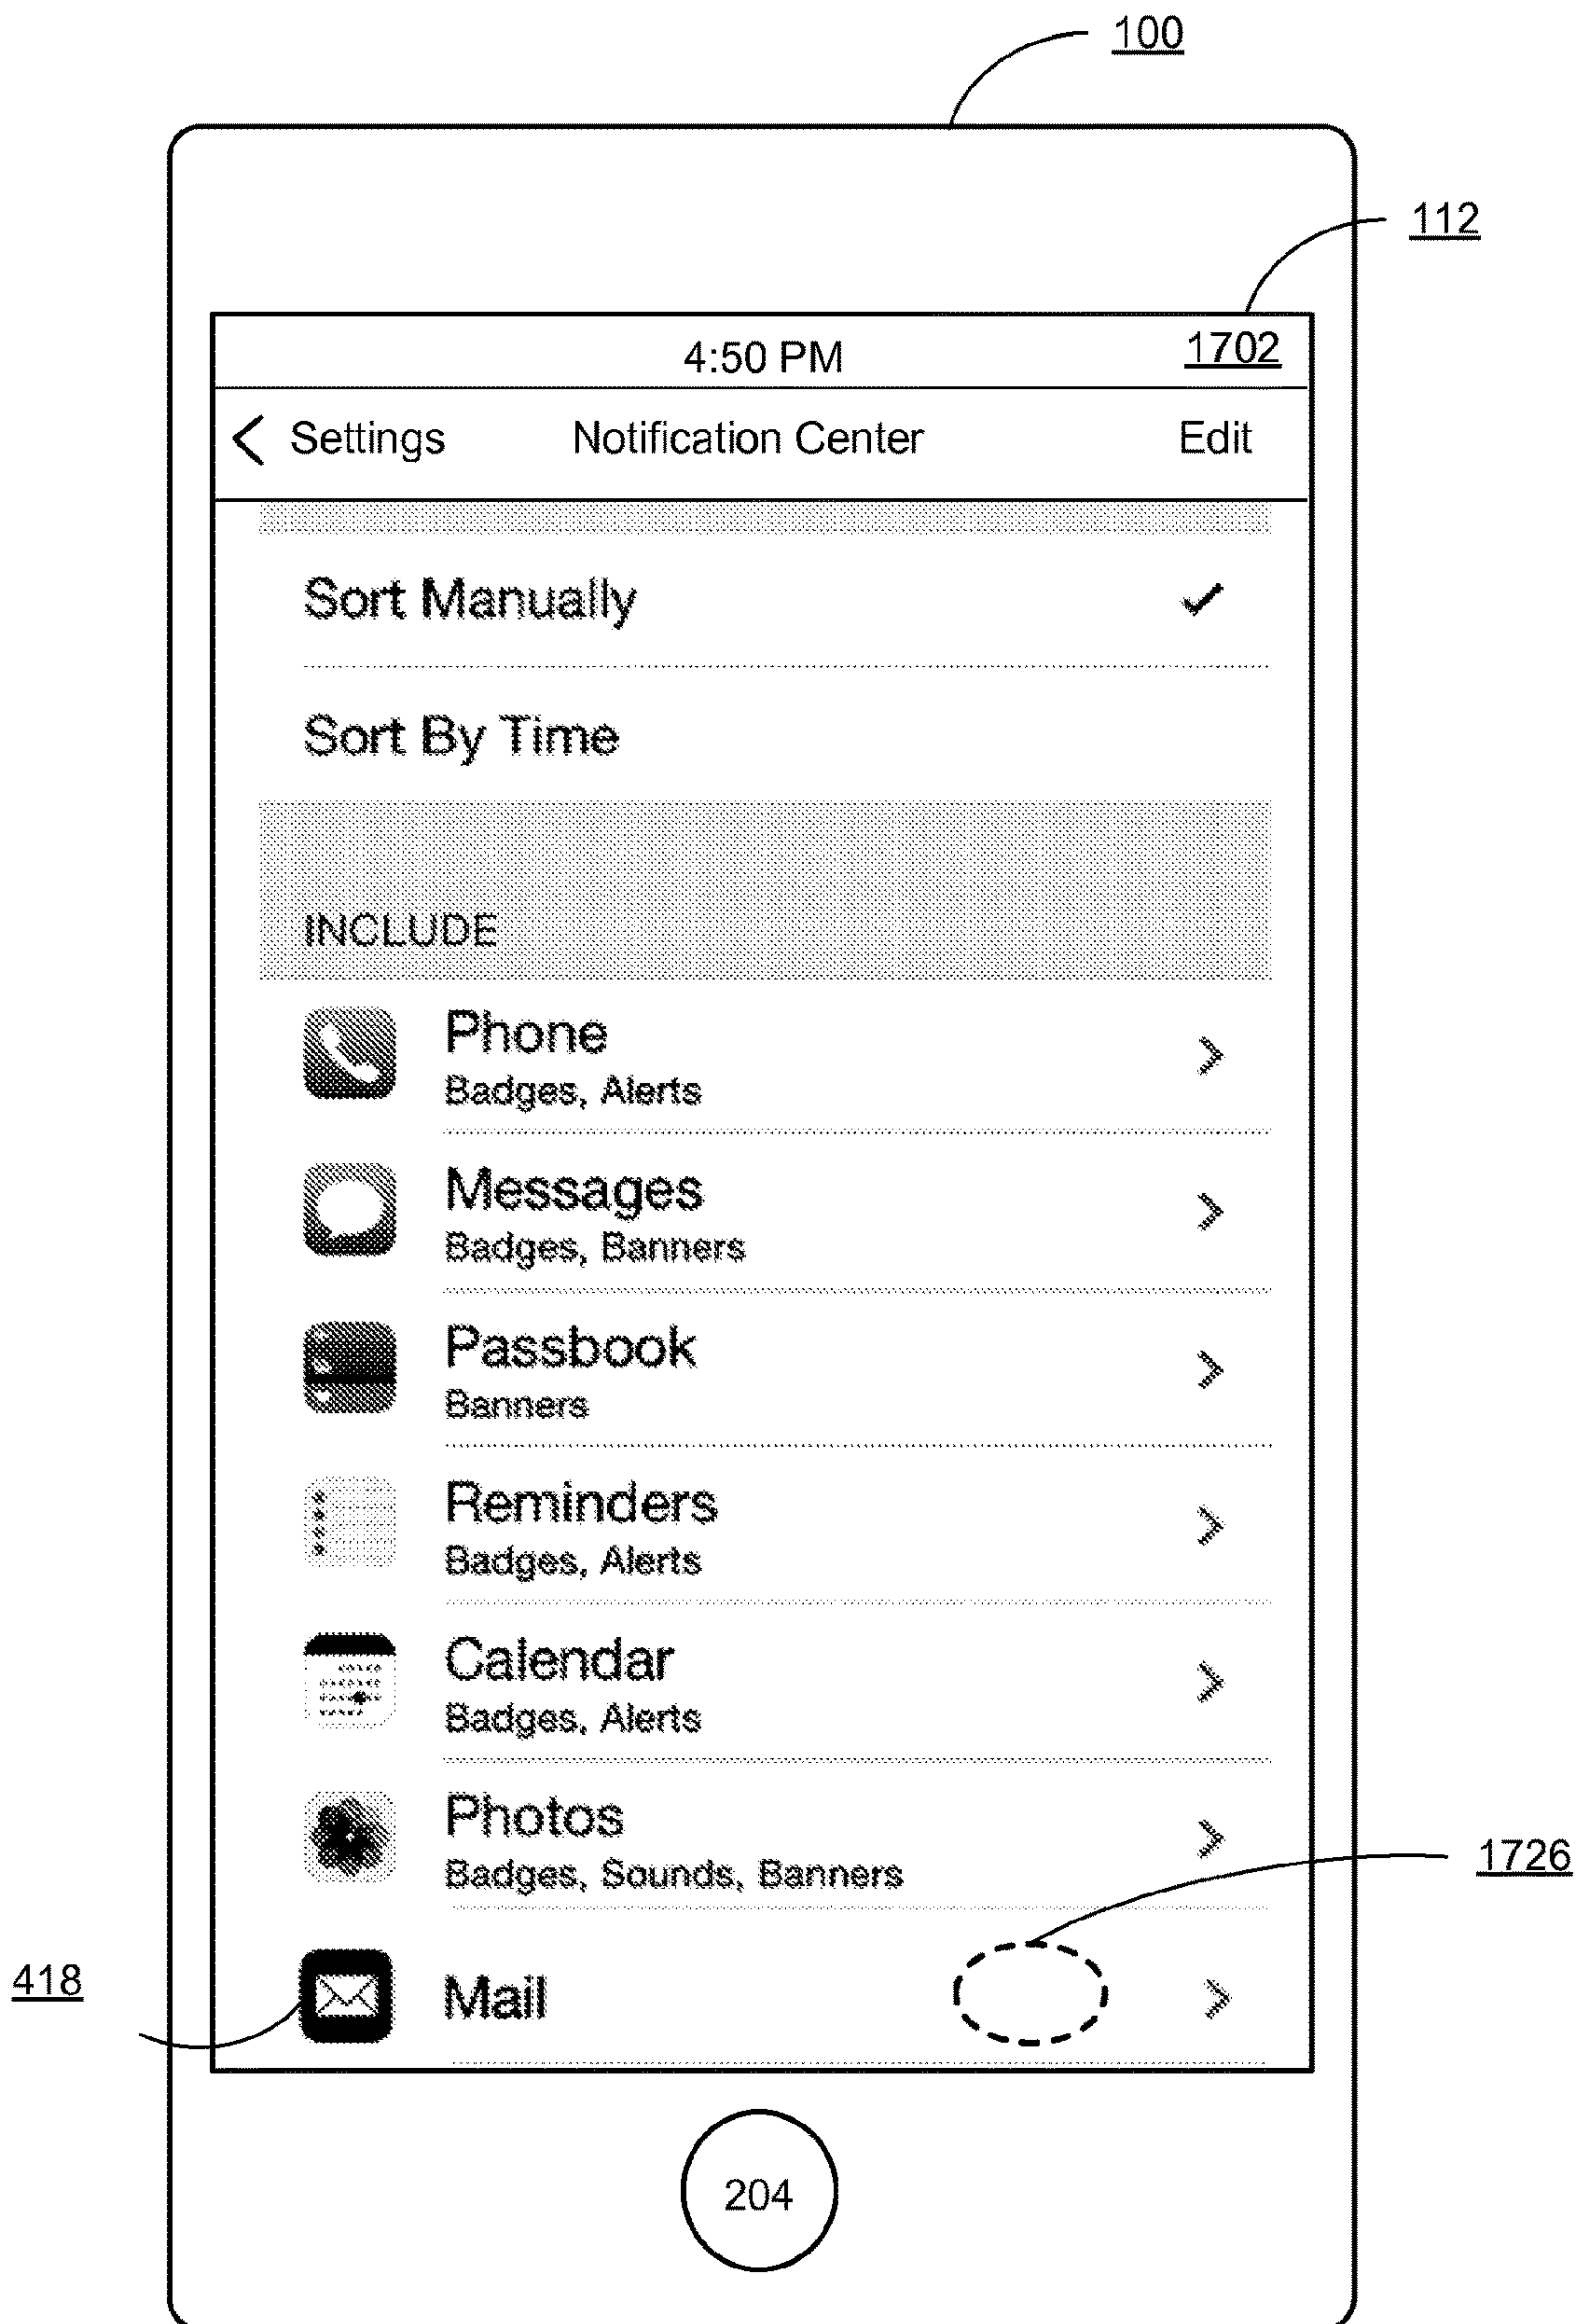 100
112
4:50 PM 1702
Settings Notification Center Edit
Sort Manually
Sort By Time
INCLUDE
Phone
Badges, Alerts
Messages
Badges, Banners
Passbook
Banners
Reminders
Badges, Alerts
Calendar
Badges, Alerts
Photos
Badges, Sounds, Banners
1726
418
Mail
204